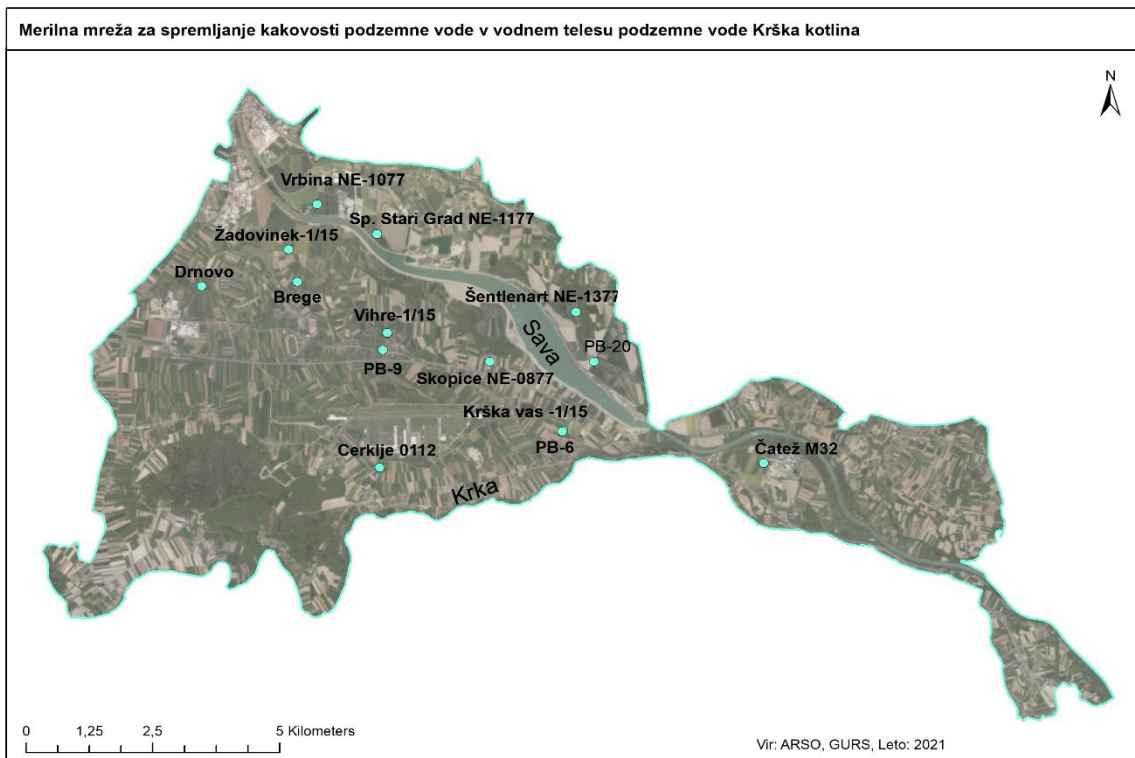 Merilna mreža za spremljanje kakovosti podzemne vode v vodnem telesu podzemne vode Krška kotlina
N
Vrbina NE-1077
Sp. Stari Grad NE-1177
Žadovinek-1/15
Drnovo
Brege
Šentlenart NE-1377
Vihre-1/15
Sava
PB-20
PB-9
Skopice NE-0877
Krška vas -1/15
PB-6
Cerklje 0112
Čatež M32
Krka
0 1,25 2,5 5 Kilometers
Vir: ARSO, GURS, Leto: 2021